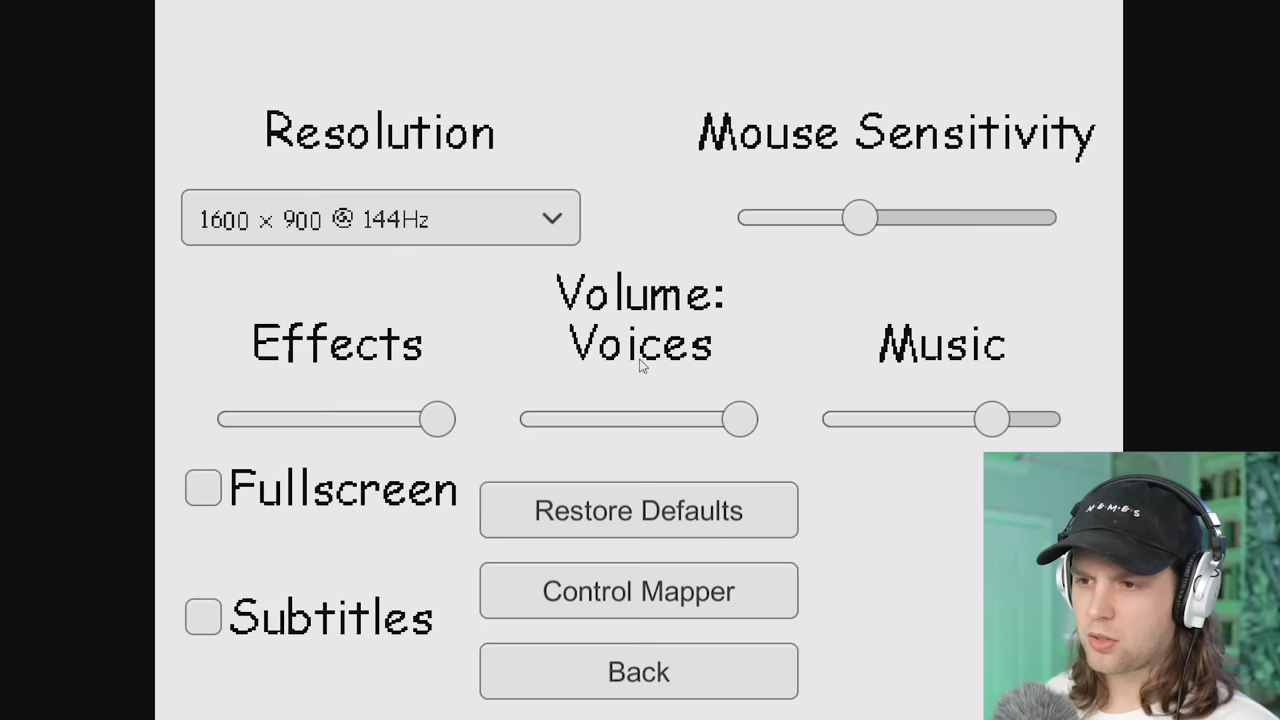 Resolution
Mouse Sensitivity
1600 × 900 @ 144Hz
Volume:
Effects
Voices
Music
Fullscreen
Restore Defaults
Control Mapper
Subtitles
Back
M•E•M•E•S